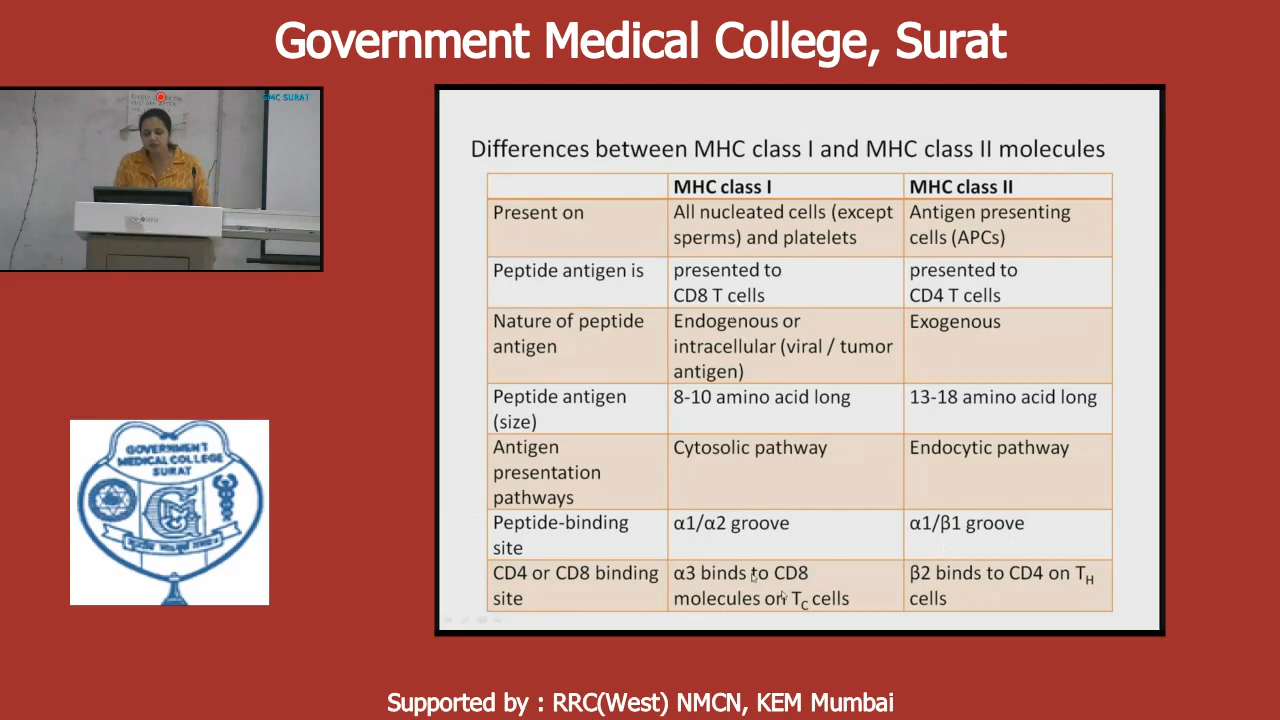 Government Medical College, Surat
GMC SURAT
Differences between MHC class I and MHC class II molecules
MHC class I
MHC class II
Present on
All nucleated cells (except
sperms) and platelets
Antigen presenting
cells (APCs)
Peptide antigen is
presented to
CD8 T cells
presented to
CD4 T cells
Nature of peptide
antigen
Endogenous or
intracellular (viral / tumor
antigen)
Exogenous
Peptide antigen
(size)
8-10 amino acid long
13-18 amino acid long
Antigen
presentation
pathways
Cytosolic pathway
Endocytic pathway
Peptide-binding
site
α1/α2 groove
α1/β1 groove
CD4 or CD8 binding
site
α3 binds to CD8
molecules on TC cells
β2 binds to CD4 on TH
cells
GOVERNMENT
MEDICAL COLLEGE
SURAT
Supported by : RRC(West) NMCN, KEM Mumbai